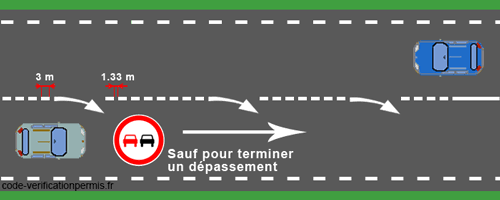 3 m
1.33 m
Sauf pour terminer
un dépassement
code-verificationpermis.fr